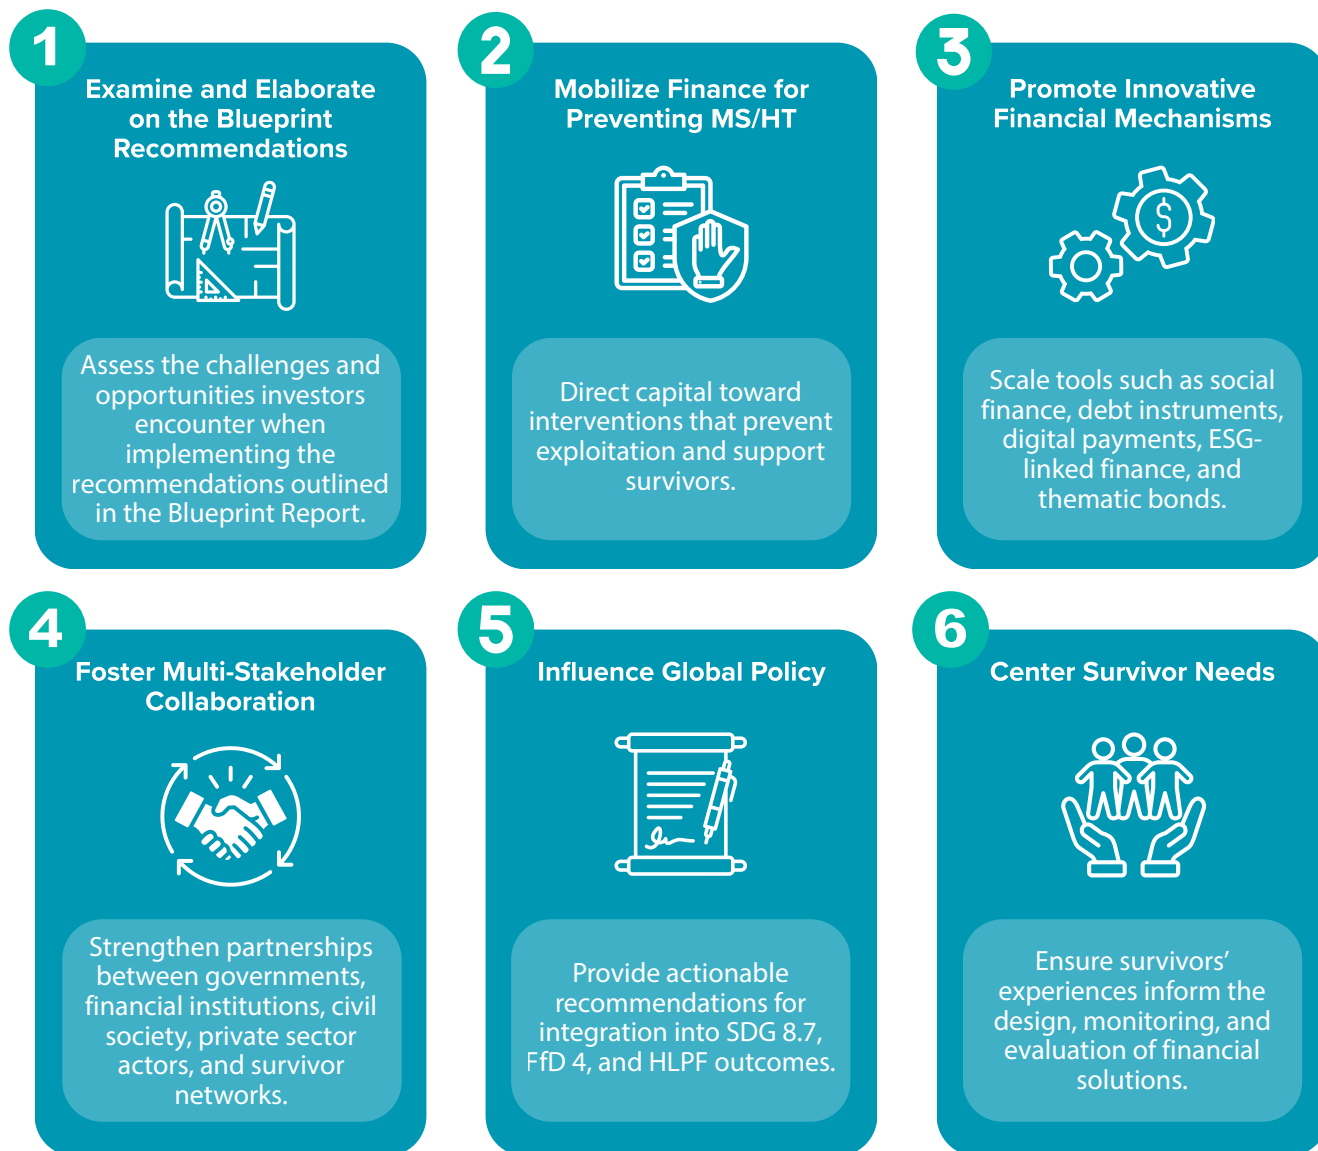 1
Examine and Elaborate
on the Blueprint
Recommendations
Assess the challenges and
opportunities investors
encounter when
implementing the
recommendations outlined
in the Blueprint Report.
2
Mobilize Finance for
Preventing MS/HT
Direct capital toward
interventions that prevent
exploitation and support
survivors.
3
Promote Innovative
Financial Mechanisms
$
Scale tools such as social
finance, debt instruments,
digital payments, ESG-
linked finance, and
thematic bonds.
4
Foster Multi-Stakeholder
Collaboration
Strengthen partnerships
between governments,
financial institutions, civil
society, private sector
actors, and survivor
networks.
5
Influence Global Policy
Provide actionable
recommendations for
integration into SDG 8.7,
FfD 4, and HLPF outcomes.
6
Center Survivor Needs
Ensure survivors’
experiences inform the
design, monitoring, and
evaluation of financial
solutions.